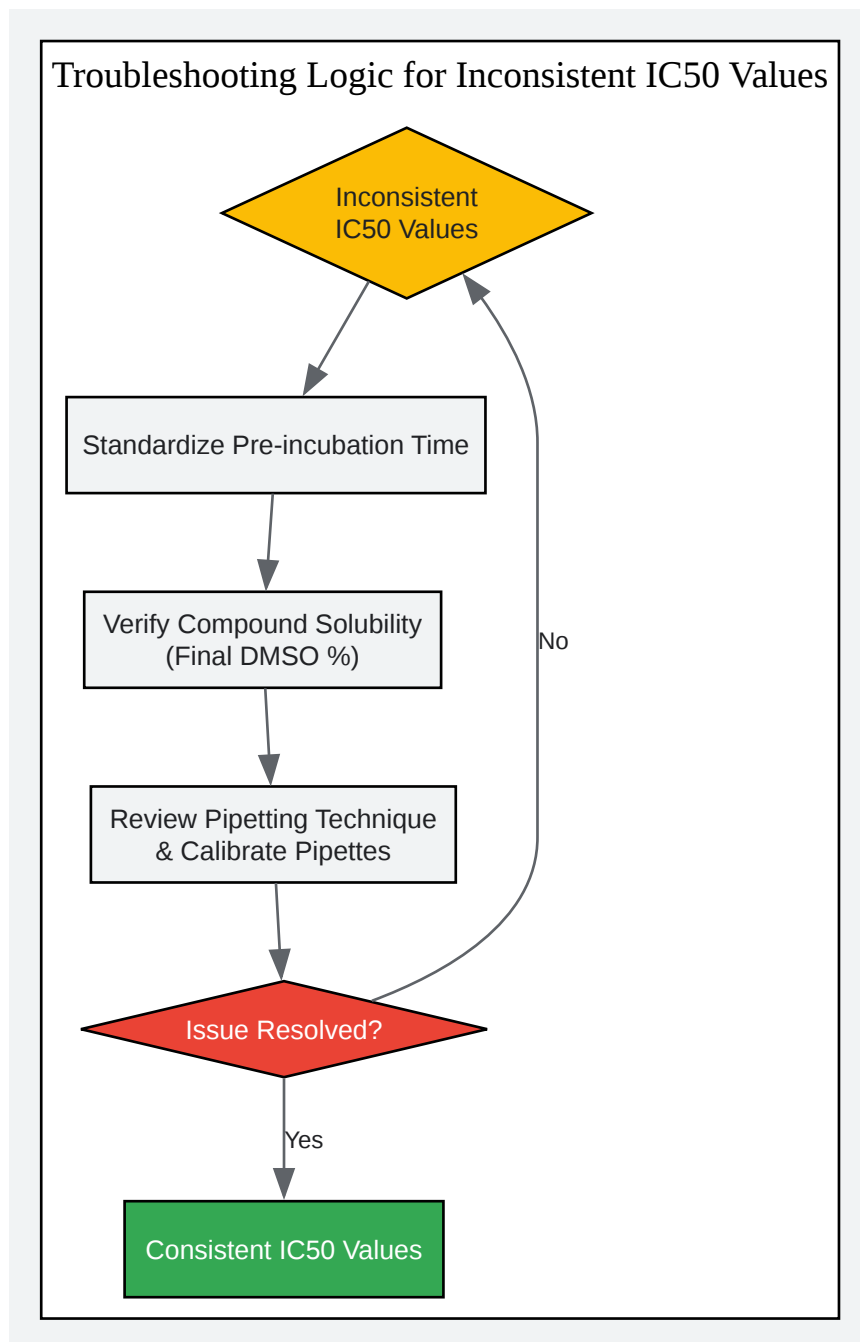 Troubleshooting Logic for Inconsistent IC50 Values
Inconsistent
IC50 Values
Standardize Pre-incubation Time
Verify Compound Solubility
(Final DMSO %)
No
Review Pipetting Technique
& Calibrate Pipettes
Issue Resolved?
Yes
Consistent IC50 Values